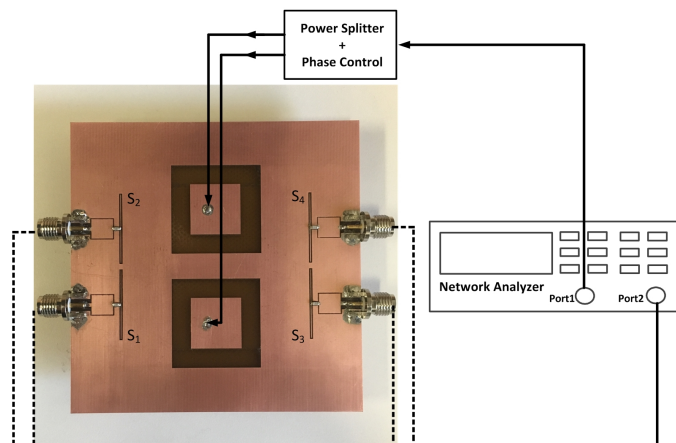 Power Splitter
+
Phase Control
S₂
S₄
S₁
S₃
Network Analyzer
Port1
Port2